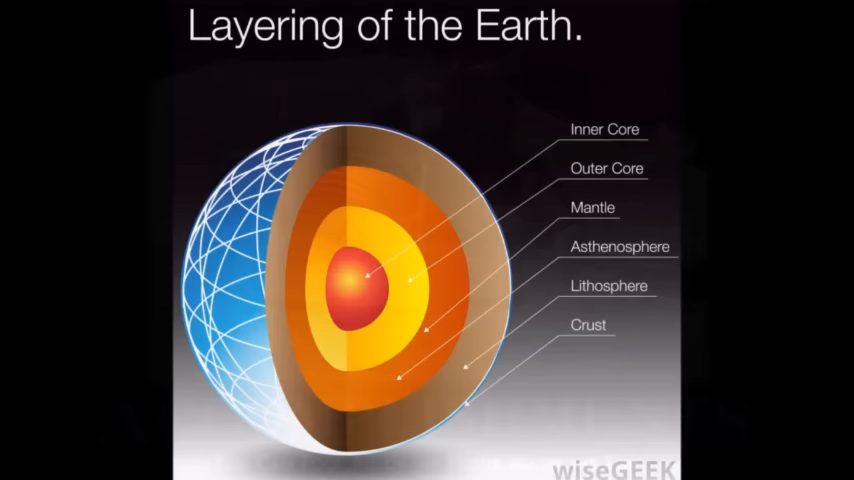 Layering of the Earth.
Inner Core
Outer Core
Mantle
Asthenosphere
Lithosphere
Crust
wiseGEEK